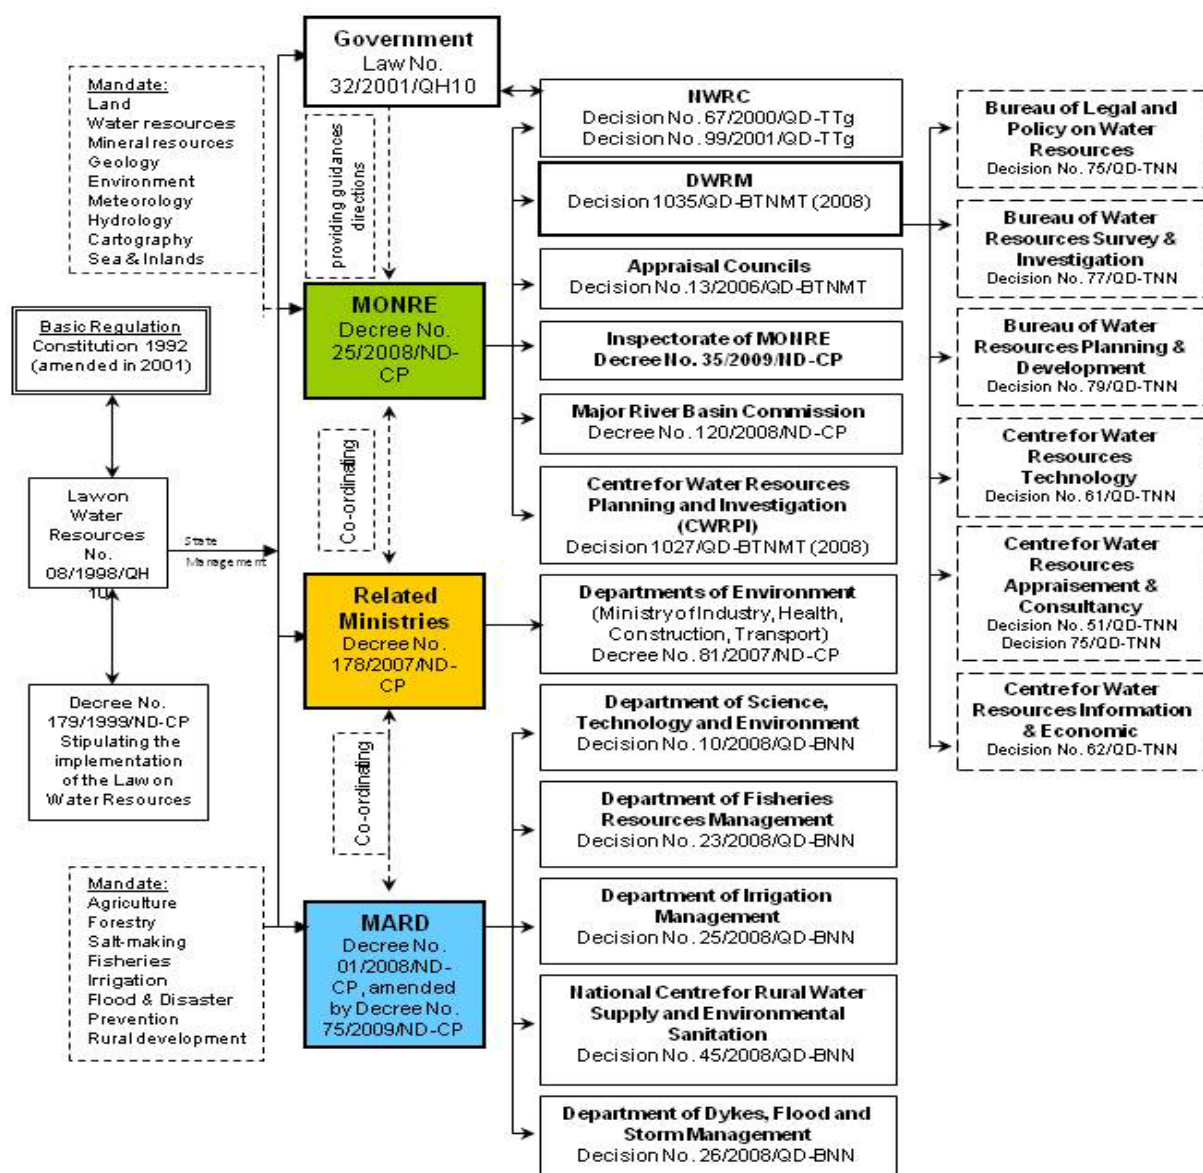 Government
Law No.
32/2001/QH10
Mandate:
Land
Water resources
Mineral resources
Geology
Environment
Meteorology
Hydrology
Cartography
Sea & Inlands
providing guidances
directions
MONRE
Decree No.
25/2008/ND-
CP
Basic Regulation
Constitution 1992
(amended in 2001)
Law on
Water
Resources
No.
08/1998/QH
10
State
Management
Co-ordinating
Related
Ministries
Decree No.
178/2007/ND-
CP
Decree No.
179/1999/ND-CP
Stipulating the
implementation
of the Law on
Water Resources
Co-ordinating
Mandate:
Agriculture
Forestry
Salt-making
Fisheries
Irrigation
Flood & Disaster
Prevention
Rural development
MARD
Decree No.
01/2008/ND-
CP, amended
by Decree No.
75/2009/ND-CP
NWRC
Decision No. 67/2000/QD-TTg
Decision No. 99/2001/QD-TTg
DWRM
Decision 1035/QD-BTNMT (2008)
Appraisal Councils
Decision No.13/2006/QD-BTNMT
Inspectorate of MONRE
Decree No. 35/2009/ND-CP
Major River Basin Commission
Decree No. 120/2008/ND-CP
Centre for Water Resources
Planning and Investigation
(CWRPI)
Decision 1027/QD-BTNMT (2008)
Departments of Environment
(Ministry of Industry, Health,
Construction, Transport)
Decree No. 81/2007/ND-CP
Department of Science,
Technology and Environment
Decision No. 10/2008/QD-BNN
Department of Fisheries
Resources Management
Decision No. 23/2008/QD-BNN
Department of Irrigation
Management
Decision No. 25/2008/QD-BNN
National Centre for Rural Water
Supply and Environmental
Sanitation
Decision No. 45/2008/QD-BNN
Department of Dykes, Flood and
Storm Management
Decision No. 26/2008/QD-BNN
Bureau of Legal and
Policy on Water
Resources
Decision No. 75/QD-TNN
Bureau of Water
Resources Survey &
Investigation
Decision No. 77/QD-TNN
Bureau of Water
Resources Planning &
Development
Decision No. 79/QD-TNN
Centre for Water
Resources
Technology
Decision No. 61/QD-TNN
Centre for Water
Resources
Appraisement &
Consultancy
Decision No. 51/QD-TNN
Decision 75/QD-TNN
Centre for Water
Resources Information
& Economic
Decision No. 62/QD-TNN